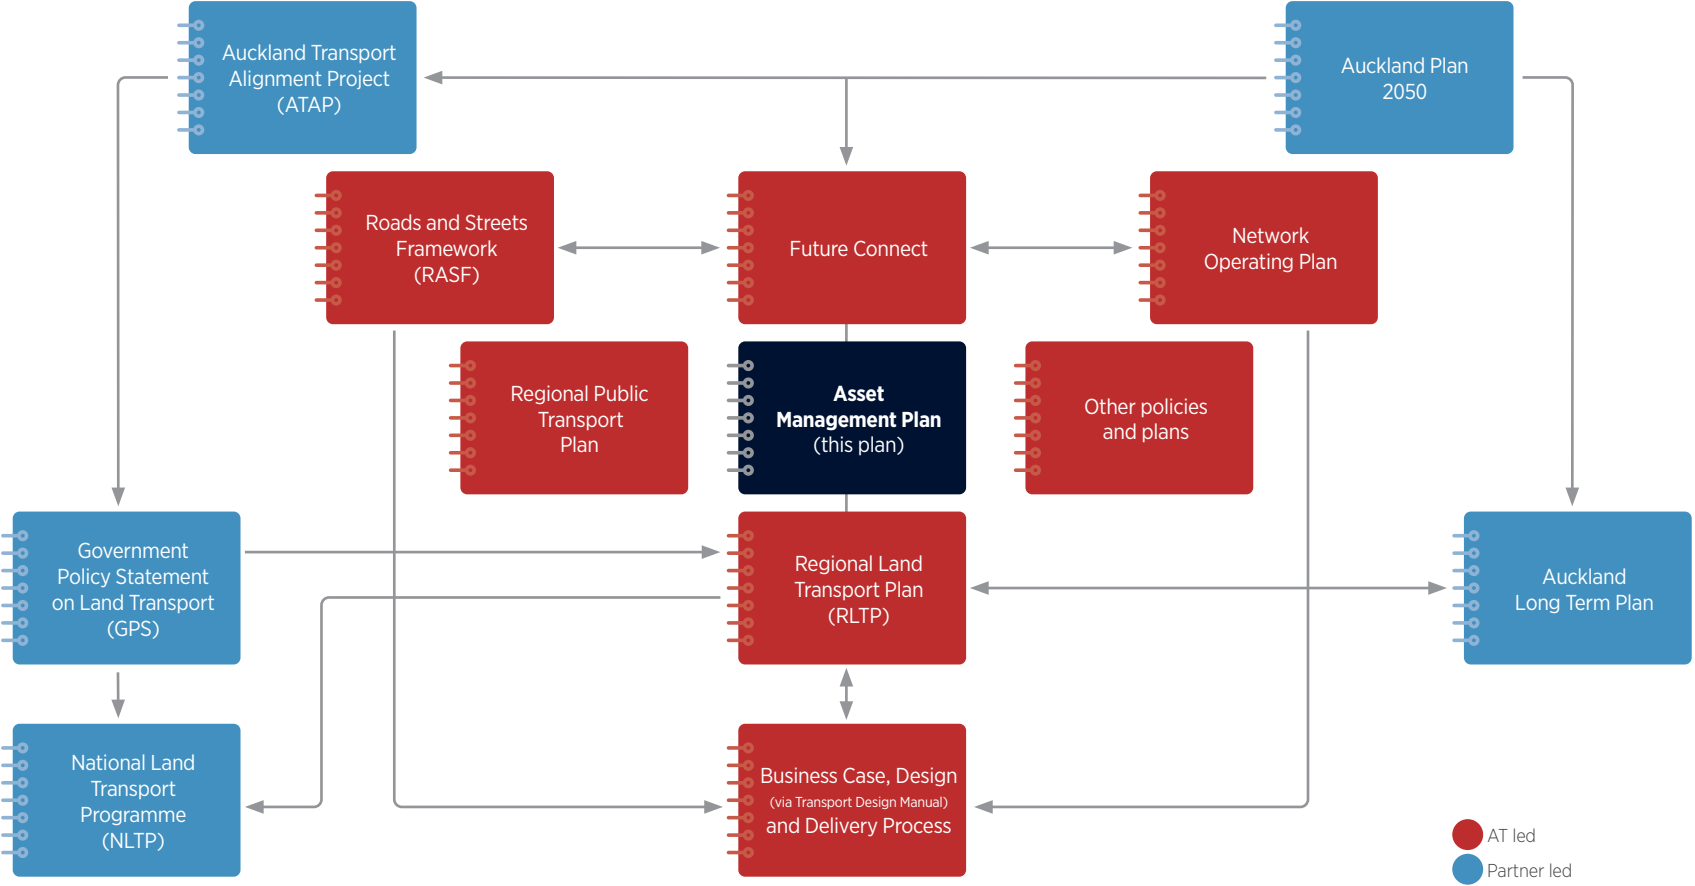 Auckland Transport
Alignment Project
(ATAP)
Auckland Plan
2050
Roads and Streets
Framework
(RASF)
Future Connect
Network
Operating Plan
Regional Public
Transport
Plan
Asset
Management Plan
(this plan)
Other policies
and plans
Government
Policy Statement
on Land Transport
(GPS)
Regional Land
Transport Plan
(RLTP)
Auckland
Long Term Plan
National Land
Transport
Programme
(NLTP)
Business Case, Design
(via Transport Design Manual)
and Delivery Process
AT led
Partner led